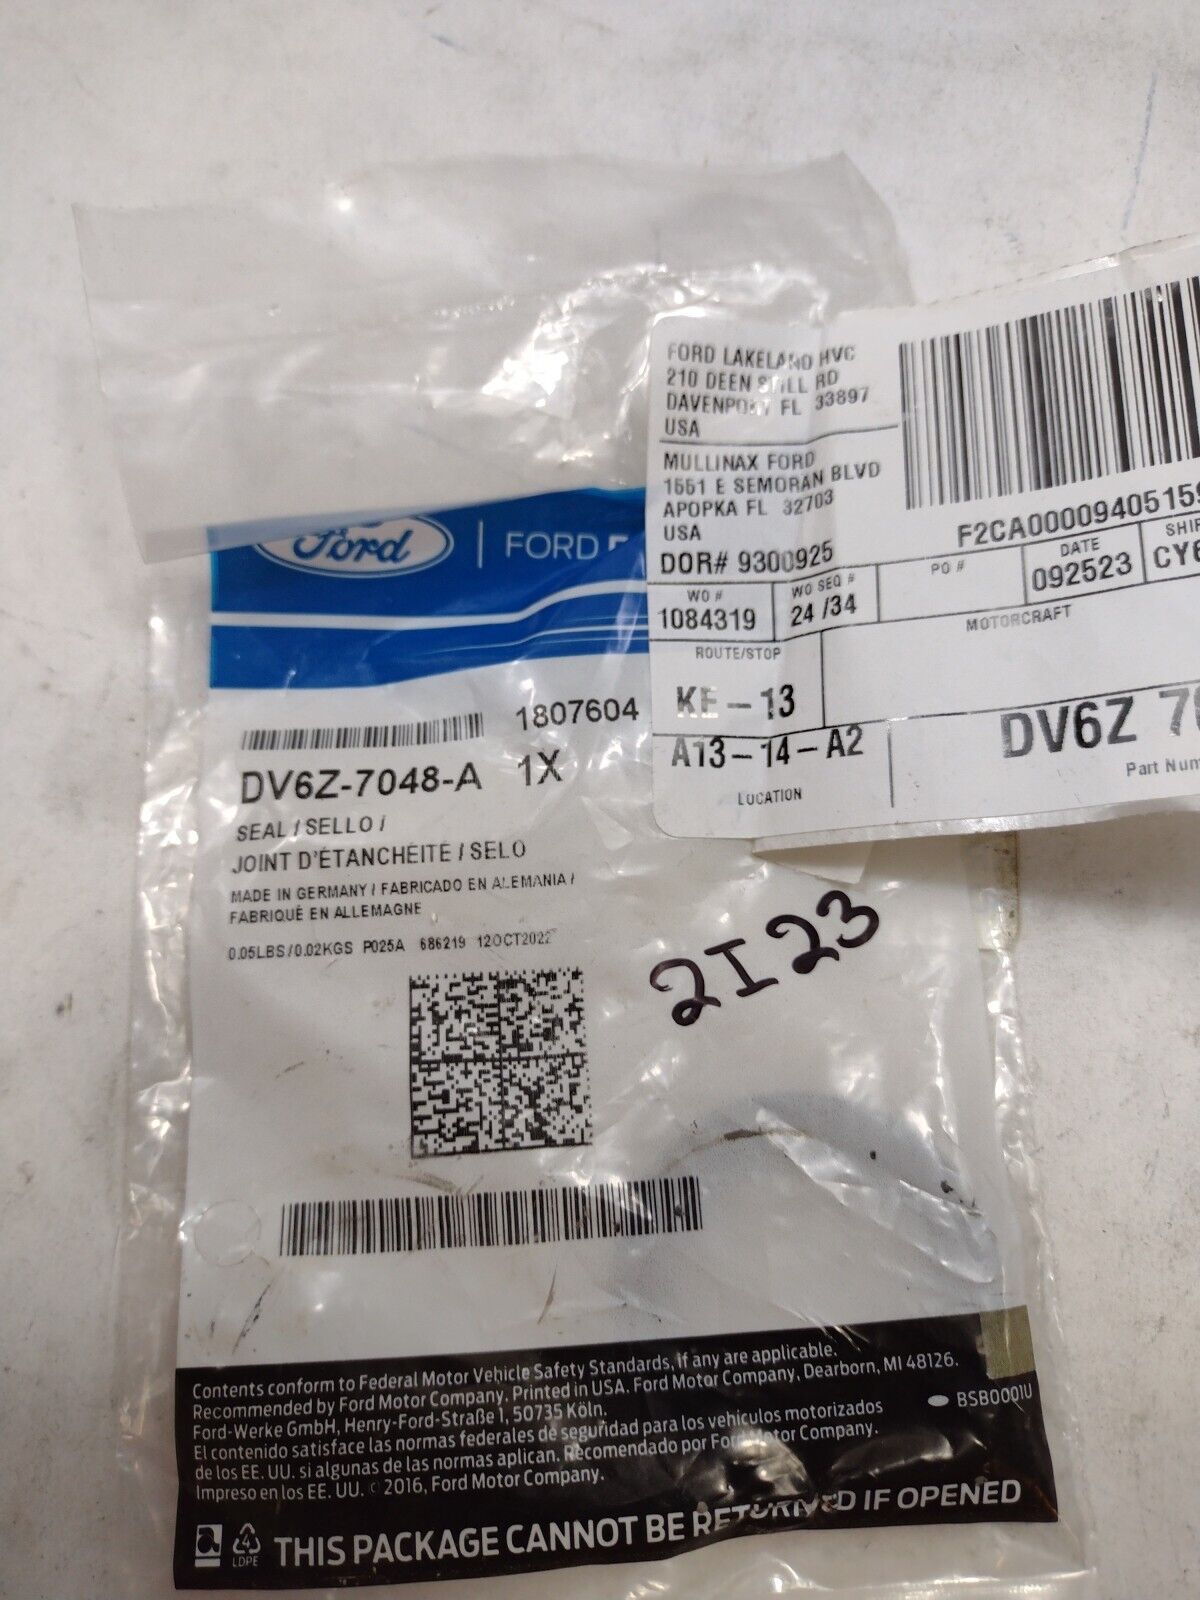 FORD LAKELAND HVC
210 DEEN STILL RD
DAVENPORT FL 33897
USA
MULLINAX FORD
1551 E SEMORAN BLVD
APOPKA FL 32703
USA
DOR# 9300925
F2CA0000940515
WO #
1084319
WO SEQ #
24 /34
PO #
DATE
092523
SHIP
MOTORCRAFT
ROUTE/STOP
KE - 13
A13-14-A2
LOCATION
DV6Z
Part Num
Ford
FORD
1807604
DV6Z-7048-A 1X
SEAL / SELLO /
JOINT D'ÉTANCHÉITÉ / SELO
MADE IN GERMANY / FABRICADO EN ALEMANIA /
FABRIQUÉ EN ALLEMAGNE
0.05LBS/0.02KGS P025A 686219 12OCT2022
2I23
Contents conform to Federal Motor Vehicle Safety Standards, if any are applicable.
Recommended by Ford Motor Company. Printed in USA. Ford Motor Company, Dearborn, MI 48126.
Ford-Werke GmbH, Henry-Ford-Straße 1, 50735 Köln.
El contenido satisface las normas federales de seguridad para los vehículos motorizados
de los EE. UU. si algunas de las normas aplican. Recomendado por Ford Motor Company.
Impreso en los EE. UU. © 2016, Ford Motor Company.
BSB0001U
4
LDPE
THIS PACKAGE CANNOT BE RETURNED IF OPENED